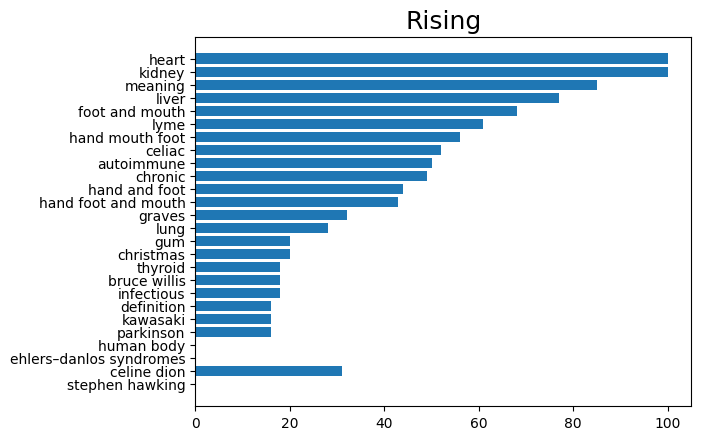 Rising
heart
kidney
meaning
liver
foot and mouth
lyme
hand mouth foot
celiac
autoimmune
chronic
hand and foot
hand foot and mouth
graves
lung
gum
christmas
thyroid
bruce willis
infectious
definition
kawasaki
parkinson
human body
ehlers–danlos syndromes
celine dion
stephen hawking
0 20 40 60 80 100